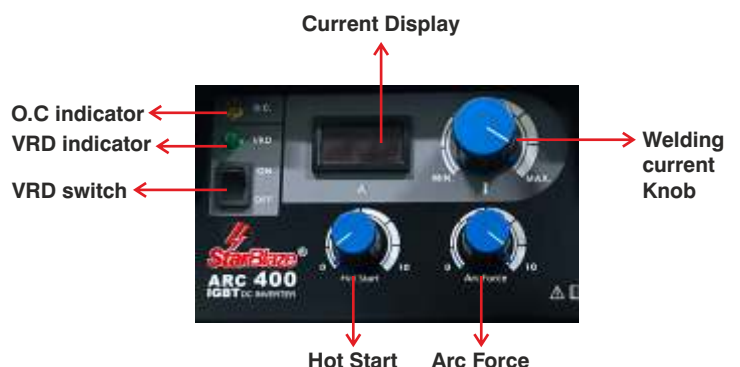 Current Display
O.C indicator
O.C.
VRD indicator
VRD
VRD switch
ON
OFF
Welding
current
Knob
MIN.
MAX.
A
StarBlaze®
ARC 400
IGBT DC INVERTER
0
10
Hot Start
0
10
Arc Force
Hot Start
Arc Force